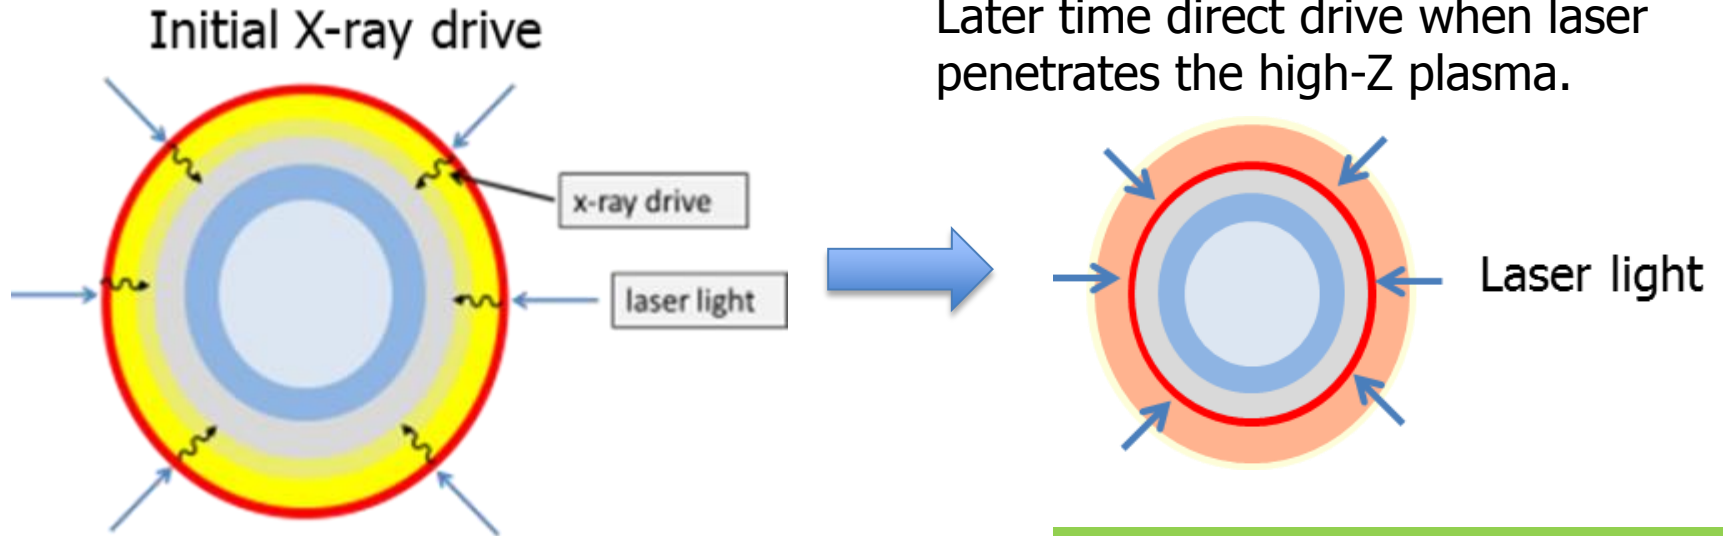 Initial X-ray drive
Later time direct drive when laser
penetrates the high-Z plasma.
x-ray drive
laser light
Laser light